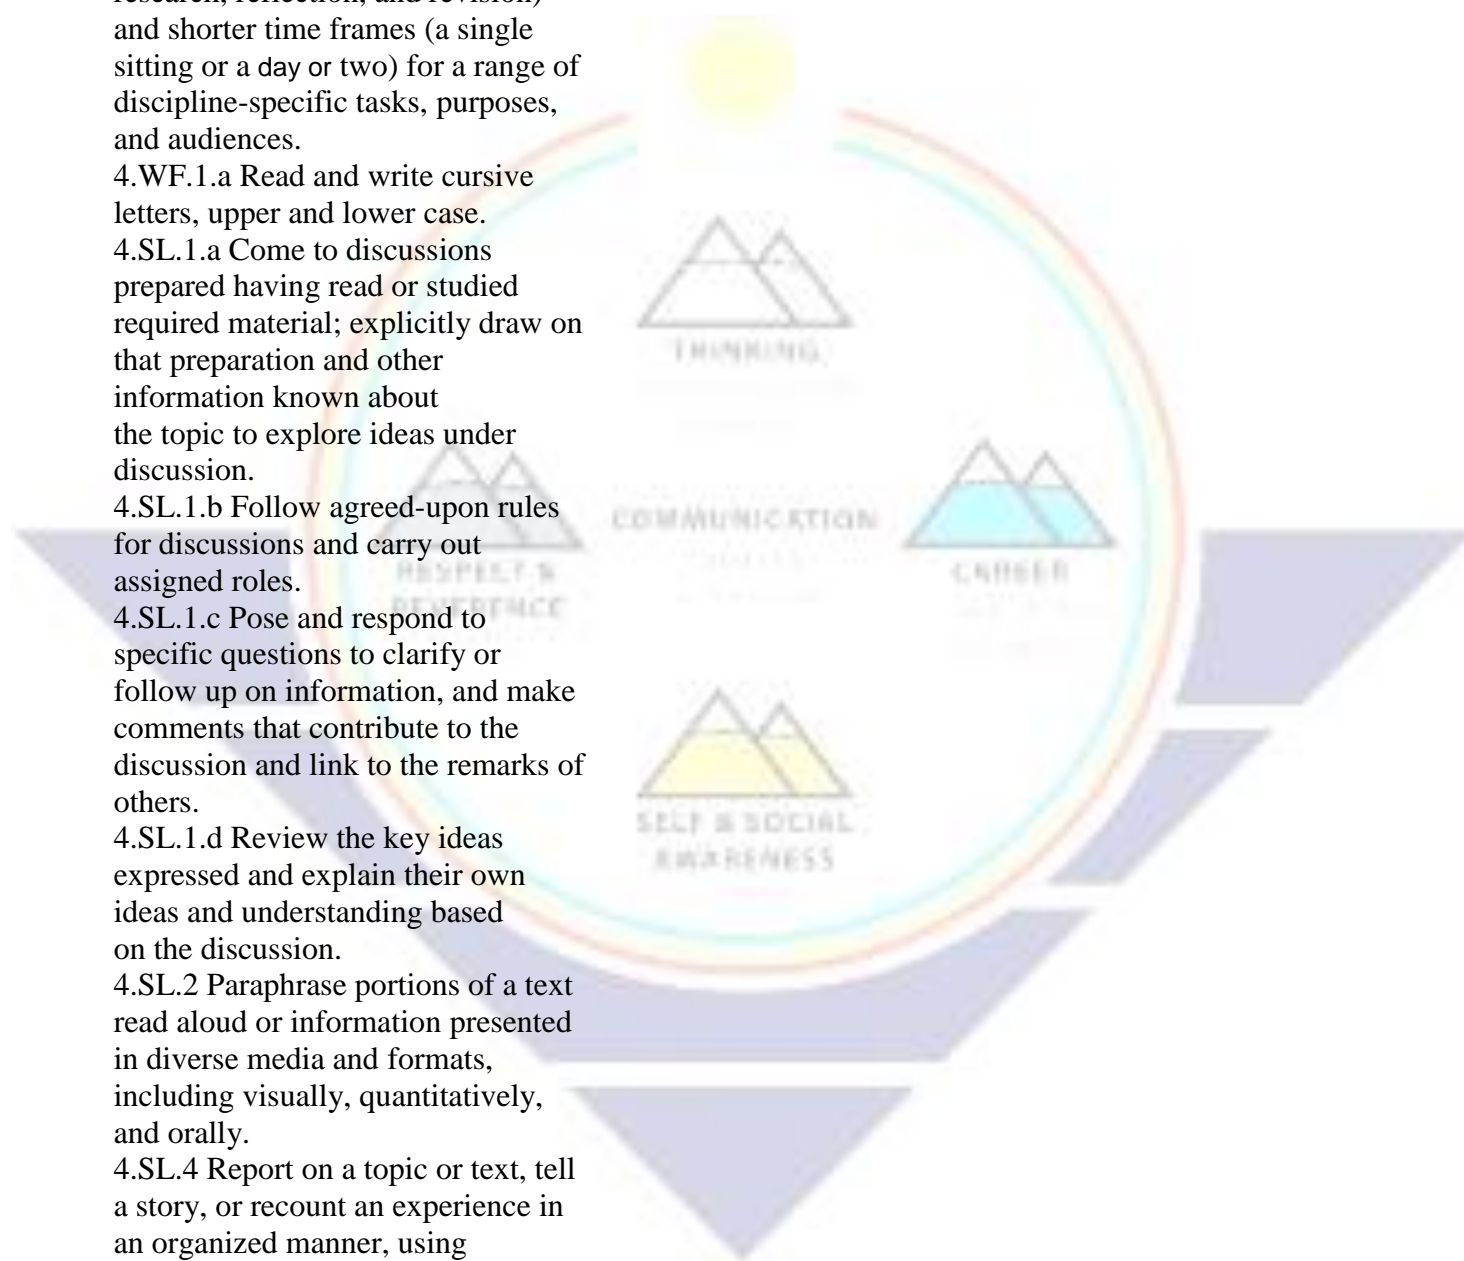 research, reflection, and revision)
and shorter time frames (a single
sitting or a day or two) for a range of
discipline-specific tasks, purposes,
and audiences.
4.WF.1.a Read and write cursive
letters, upper and lower case.
4.SL.1.a Come to discussions
prepared having read or studied
required material; explicitly draw on
that preparation and other
information known about
the topic to explore ideas under
discussion.
4.SL.1.b Follow agreed-upon rules
for discussions and carry out
assigned roles.
4.SL.1.c Pose and respond to
specific questions to clarify or
follow up on information, and make
comments that contribute to the
discussion and link to the remarks of
others.
4.SL.1.d Review the key ideas
expressed and explain their own
ideas and understanding based
on the discussion.
4.SL.2 Paraphrase portions of a text
read aloud or information presented
in diverse media and formats,
including visually, quantitatively,
and orally.
4.SL.4 Report on a topic or text, tell
a story, or recount an experience in
an organized manner, using
THINKING
RESPECT &
REVERENCE
COMMUNICATION
CAREER
SELF & SOCIAL
AWARENESS